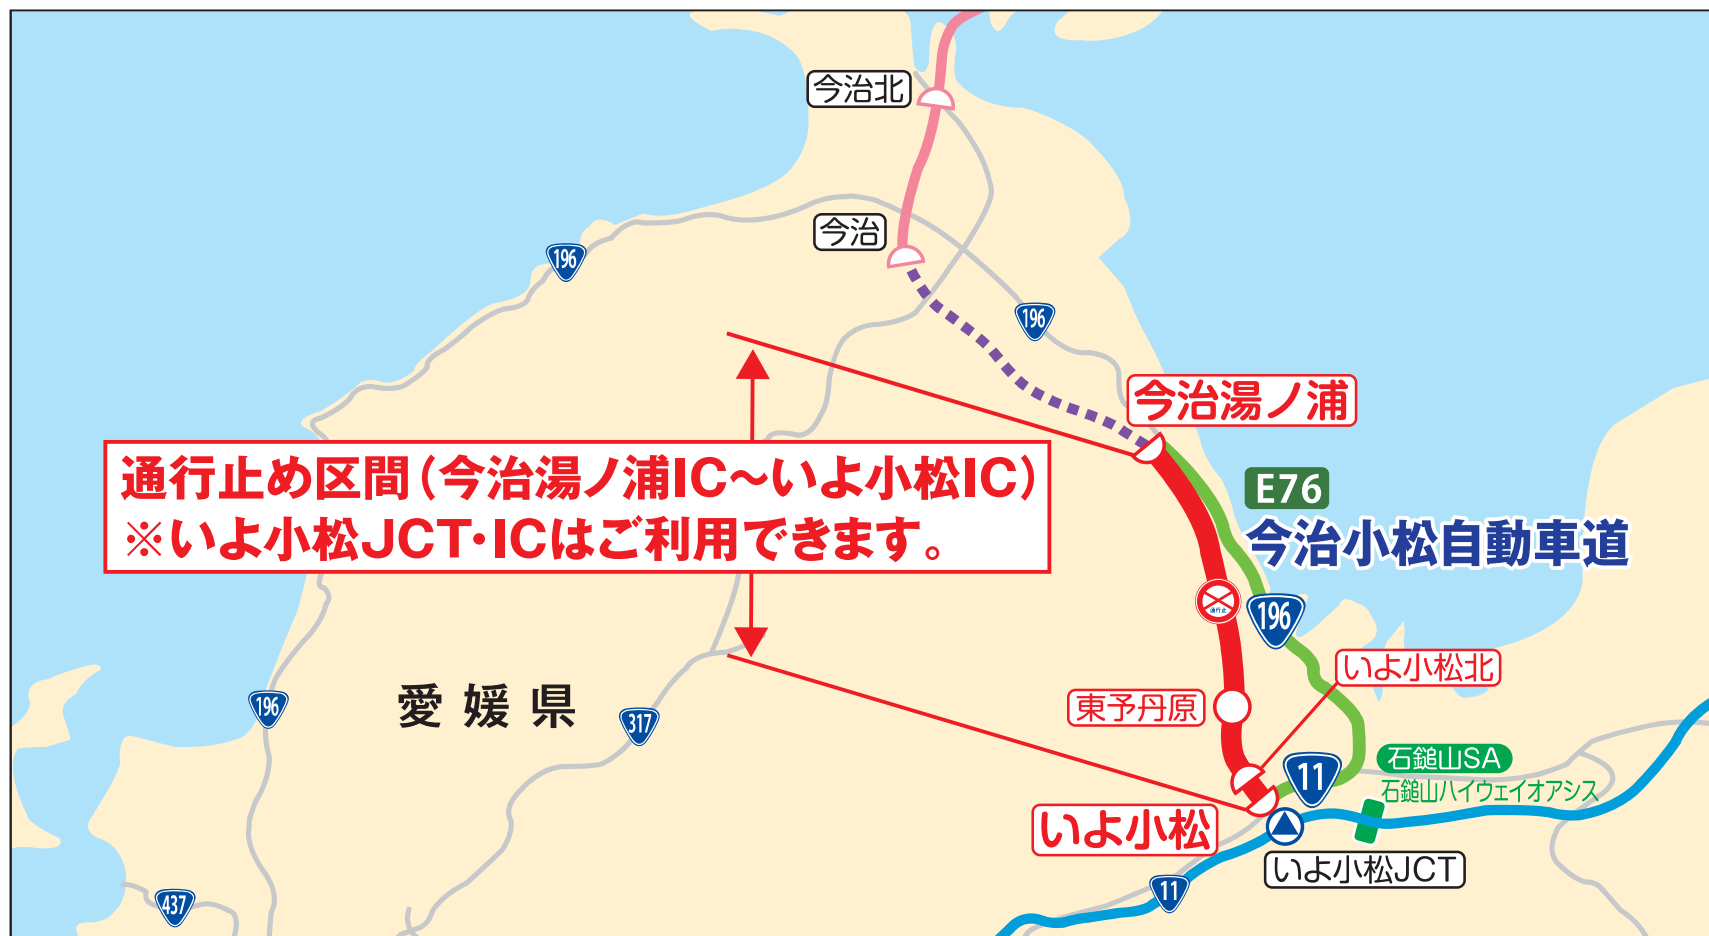 今治北
今治
196
196
今治湯ノ浦
通行止め区間(今治湯ノ浦IC～いよ小松IC)
※いよ小松JCT・ICはご利用できます。
E76
今治小松自動車道
通行止
196
いよ小松北
東予丹原
愛媛県
196
317
11
石鎚山SA
石鎚山ハイウェイオアシス
いよ小松
いよ小松JCT
11
437